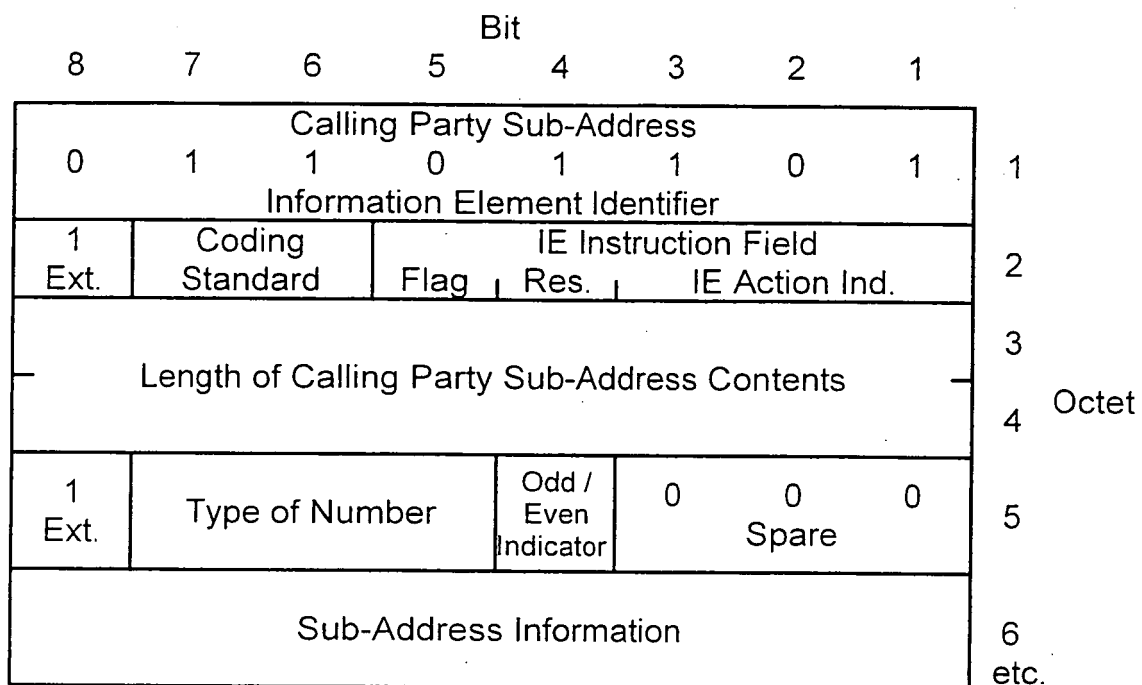 Bit
8 7 6 5 4 3 2 1
Calling Party Sub-Address
0 1 1 0 1 1 0 1 1
Information Element Identifier
1 Coding IE Instruction Field
Ext. Standard Flag Res. IE Action Ind. 2
3
Length of Calling Party Sub-Address Contents
Octet
4
1 Type of Number Odd / 0 0 0 5
Ext. Even Spare
Indicator
Sub-Address Information 6
etc.